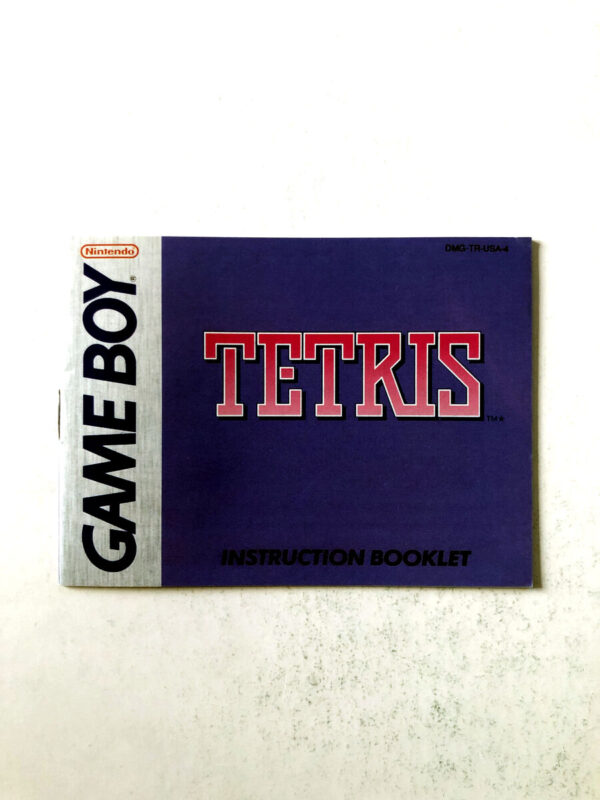 Nintendo
GAME BOY®
DMG-TR-USA-4
TETRIS
TM*
INSTRUCTION BOOKLET